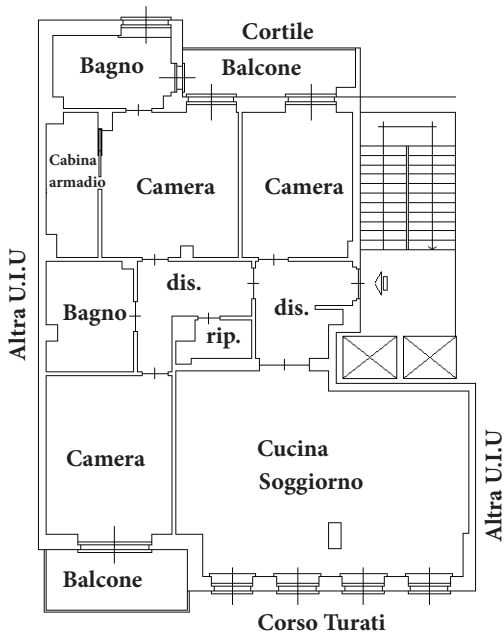 Cortile
Bagno
Balcone
Cabina
armadio
Camera
Camera
Altra U.I.U
dis.
Bagno
dis.
rip.
Camera
Cucina
Soggiorno
Altra U.I.U
Balcone
Corso Turati